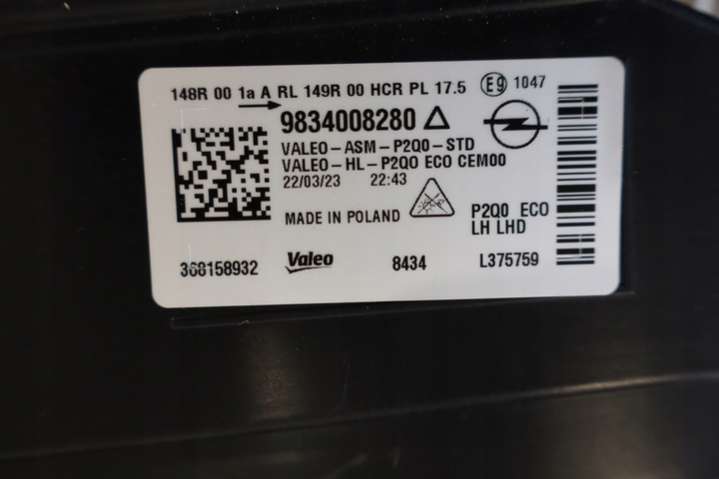 148R 00 1a A RL 149R 00 HCR PL 17.5 E9 1047
9834008280
VALEO-ASM-P2Q0-STD
VALEO-HL-P2Q0 ECO CEM00
22/03/23 22:43
MADE IN POLAND
P2Q0 ECO
LH LHD
368158932 Valeo 8434 L375759